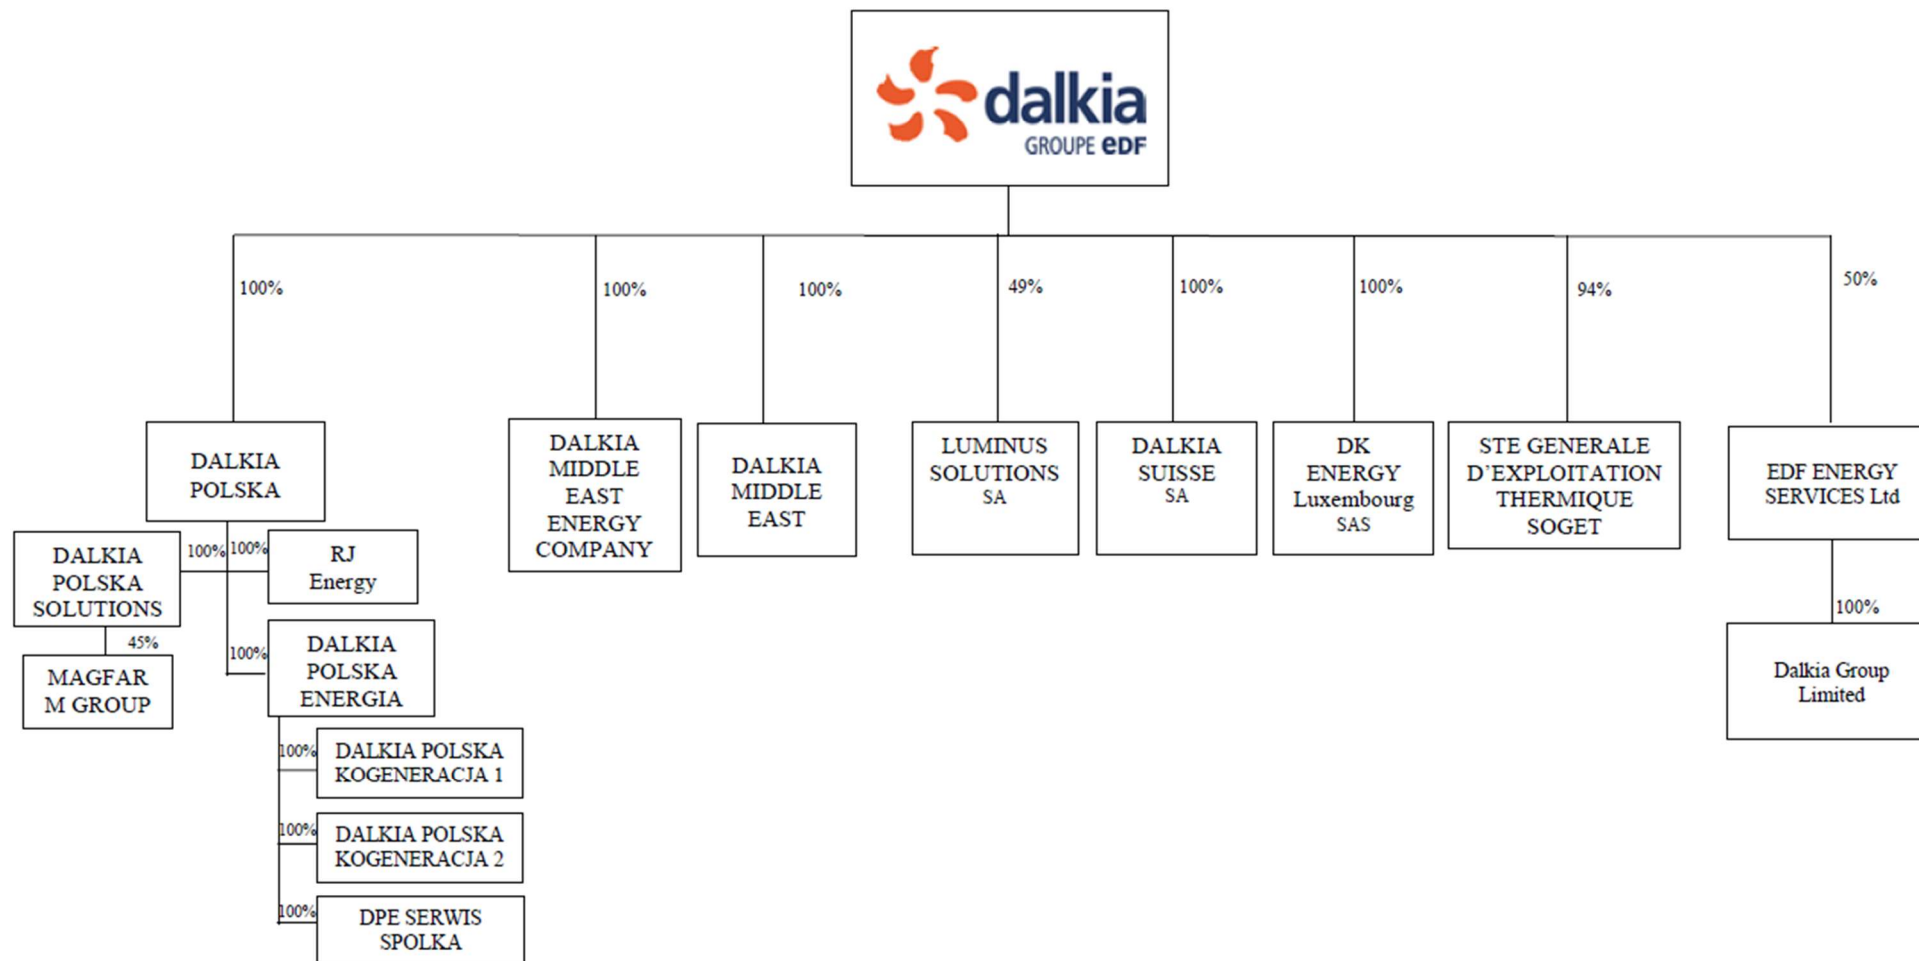 dalkia
GROUPE eDF
100%
100%
100%
49%
100%
100%
94%
50%
DALKIA
POLSKA
DALKIA
MIDDLE
EAST
ENERGY
COMPANY
DALKIA
MIDDLE
EAST
LUMINUS
SOLUTIONS
SA
DALKIA
SUISSE
SA
DK
ENERGY
Luxembourg
SAS
STE GENERALE
D’EXPLOITATION
THERMIQUE
SOGET
EDF ENERGY
SERVICES Ltd
DALKIA
POLSKA
SOLUTIONS
100%
100%
RJ
Energy
45%
MAGFAR
M GROUP
100%
DALKIA
POLSKA
ENERGIA
100%
Dalkia Group
Limited
100%
DALKIA POLSKA
KOGENERACJA 1
100%
DALKIA POLSKA
KOGENERACJA 2
100%
DPE SERWIS
SPOLKA